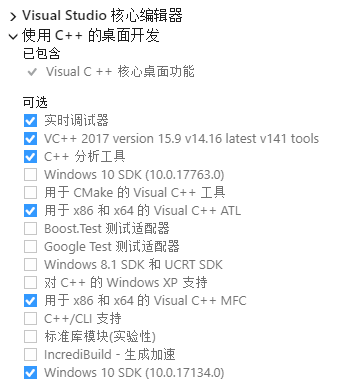 Visual Studio 核心编辑器
使用 C++ 的桌面开发
已包含
Visual C ++ 核心桌面功能
可选
实时调试器
VC++ 2017 version 15.9 v14.16 latest v141 tools
C++ 分析工具
Windows 10 SDK (10.0.17763.0)
用于 CMake 的 Visual C++ 工具
用于 x86 和 x64 的 Visual C++ ATL
Boost.Test 测试适配器
Google Test 测试适配器
Windows 8.1 SDK 和 UCRT SDK
对 C++ 的 Windows XP 支持
用于 x86 和 x64 的 Visual C++ MFC
C++/CLI 支持
标准库模块(实验性)
IncrediBuild - 生成加速
Windows 10 SDK (10.0.17134.0)